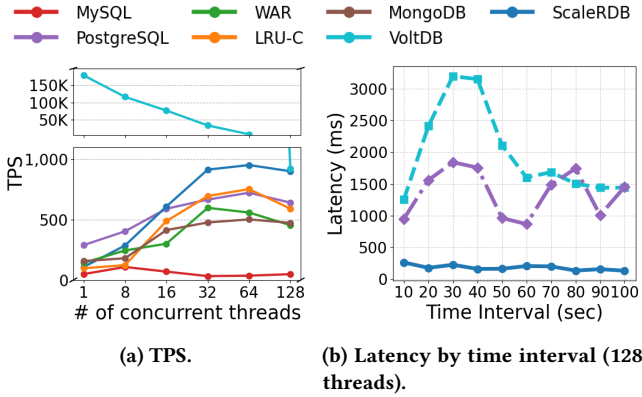 MySQL WAR MongoDB ScaleRDB
PostgreSQL LRU-C VoltDB
150K
100K
50K
1,000
500
0
TPS
1 8 16 32 64 128
# of concurrent threads
(a) TPS.
3000
2500
2000
1500
1000
500
0
Latency (ms)
10 20 30 40 50 60 70 80 90100
Time Interval (sec)
(b) Latency by time interval (128
threads).